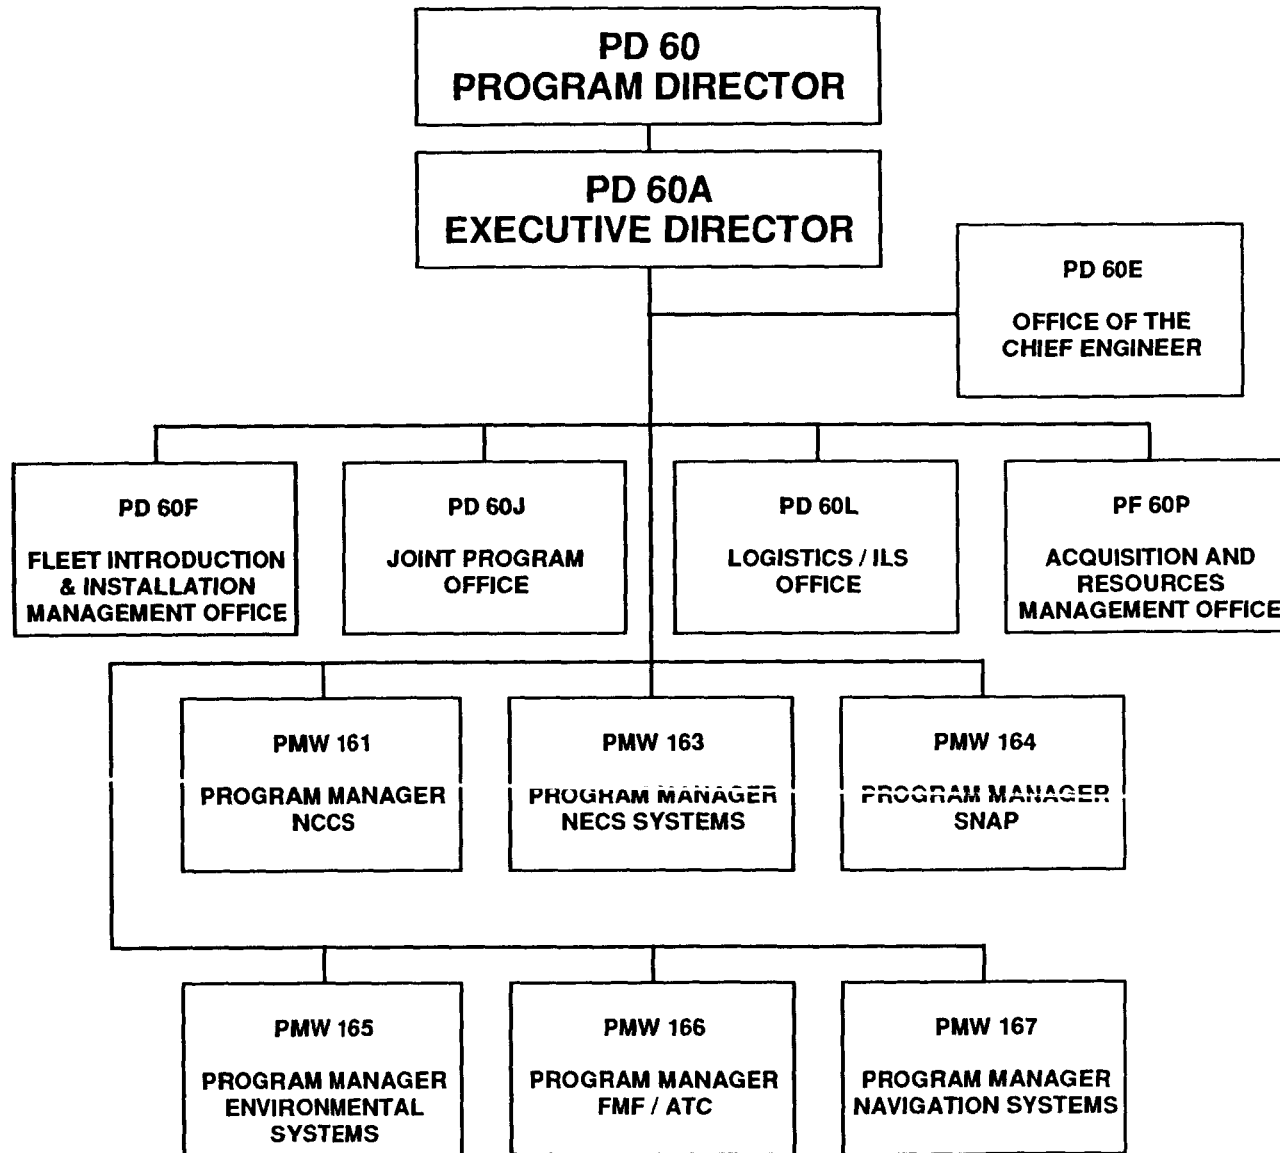 PD 60
PROGRAM DIRECTOR
PD 60A
EXECUTIVE DIRECTOR
PD 60E
OFFICE OF THE
CHIEF ENGINEER
PD 60F
FLEET INTRODUCTION
& INSTALLATION
MANAGEMENT OFFICE
PD 60J
JOINT PROGRAM
OFFICE
PD 60L
LOGISTICS / ILS
OFFICE
PF 60P
ACQUISITION AND
RESOURCES
MANAGEMENT OFFICE
PMW 161
PROGRAM MANAGER
NCCS
PMW 163
PROGRAM MANAGER
NECS SYSTEMS
PMW 164
PROGRAM MANAGER
SNAP
PMW 165
PROGRAM MANAGER
ENVIRONMENTAL
SYSTEMS
PMW 166
PROGRAM MANAGER
FMF / ATC
PMW 167
PROGRAM MANAGER
NAVIGATION SYSTEMS